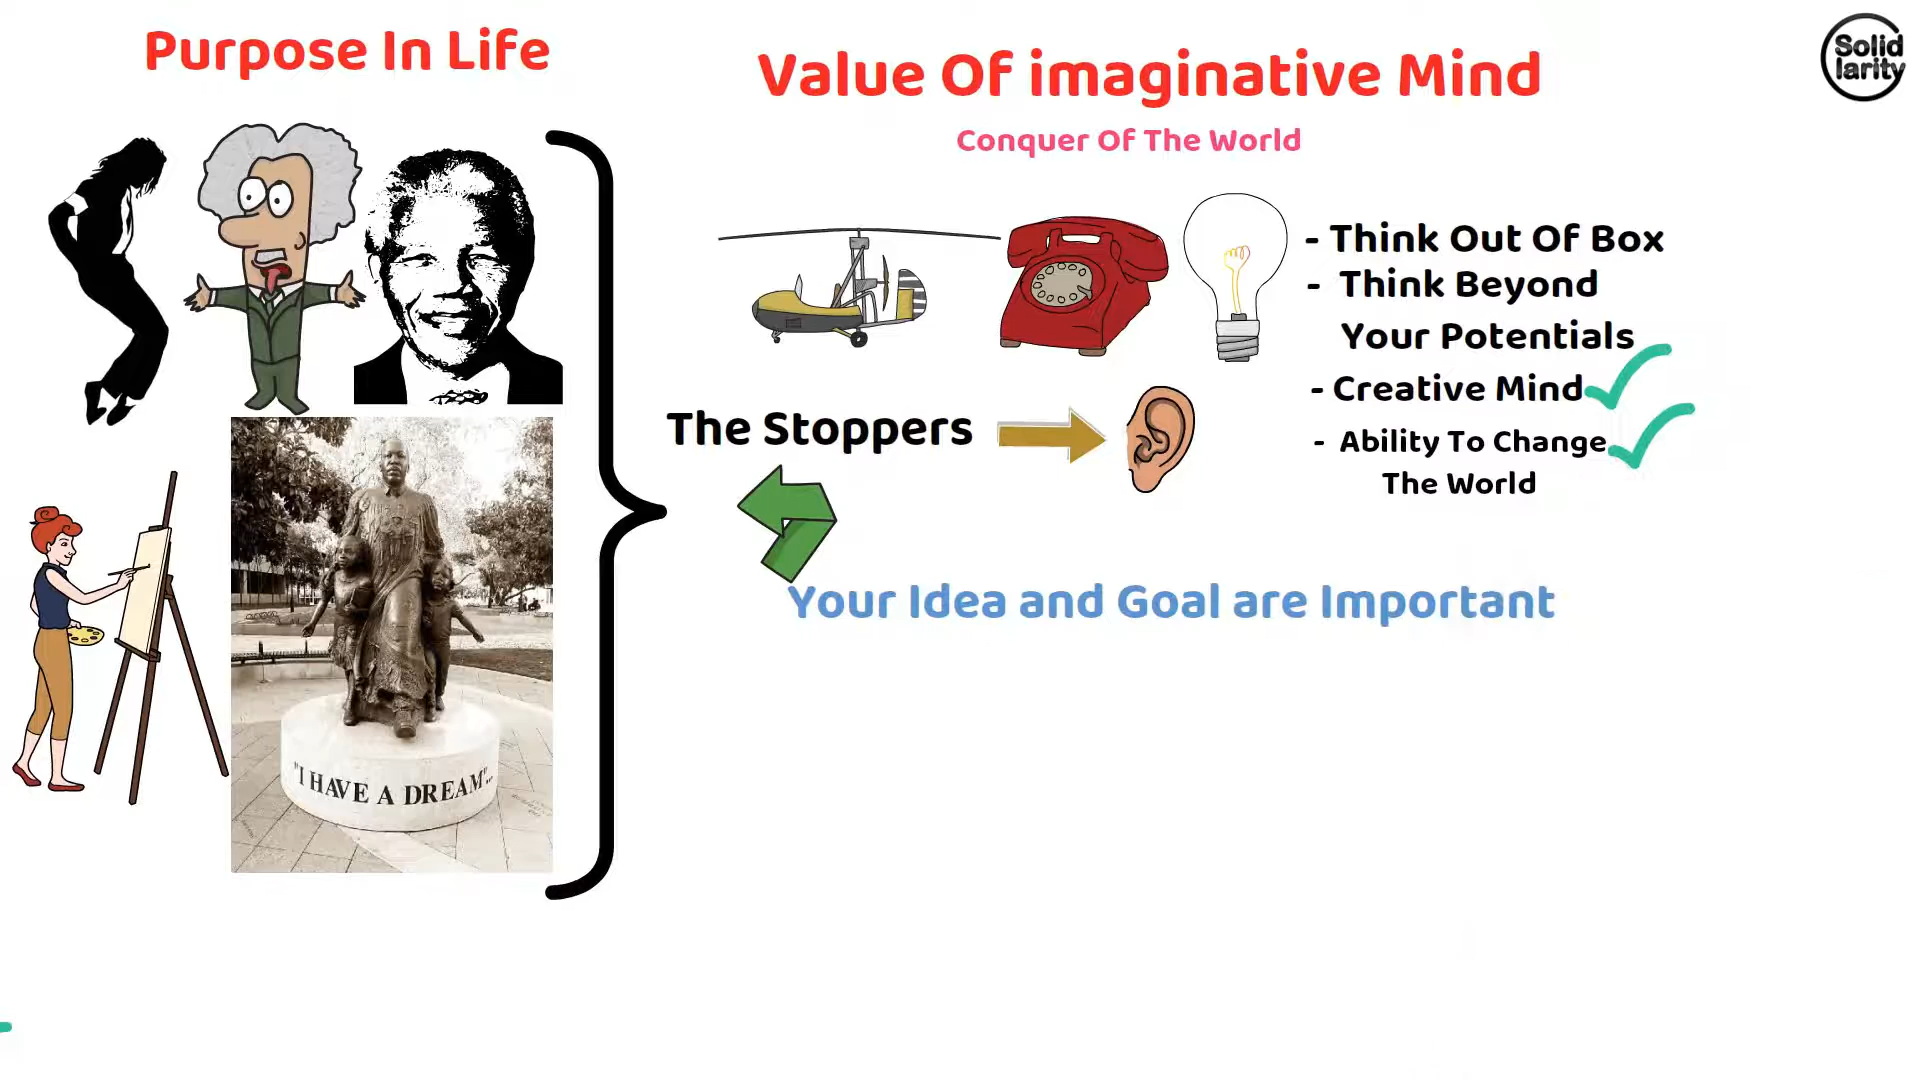 Purpose In Life
Value Of imaginative Mind
Conquer Of The World
Solid
larity
- Think Out Of Box
- Think Beyond
Your Potentials
- Creative Mind
- Ability To Change
The World
The Stoppers
Your Idea and Goal are Important
"I HAVE A DREAM"...